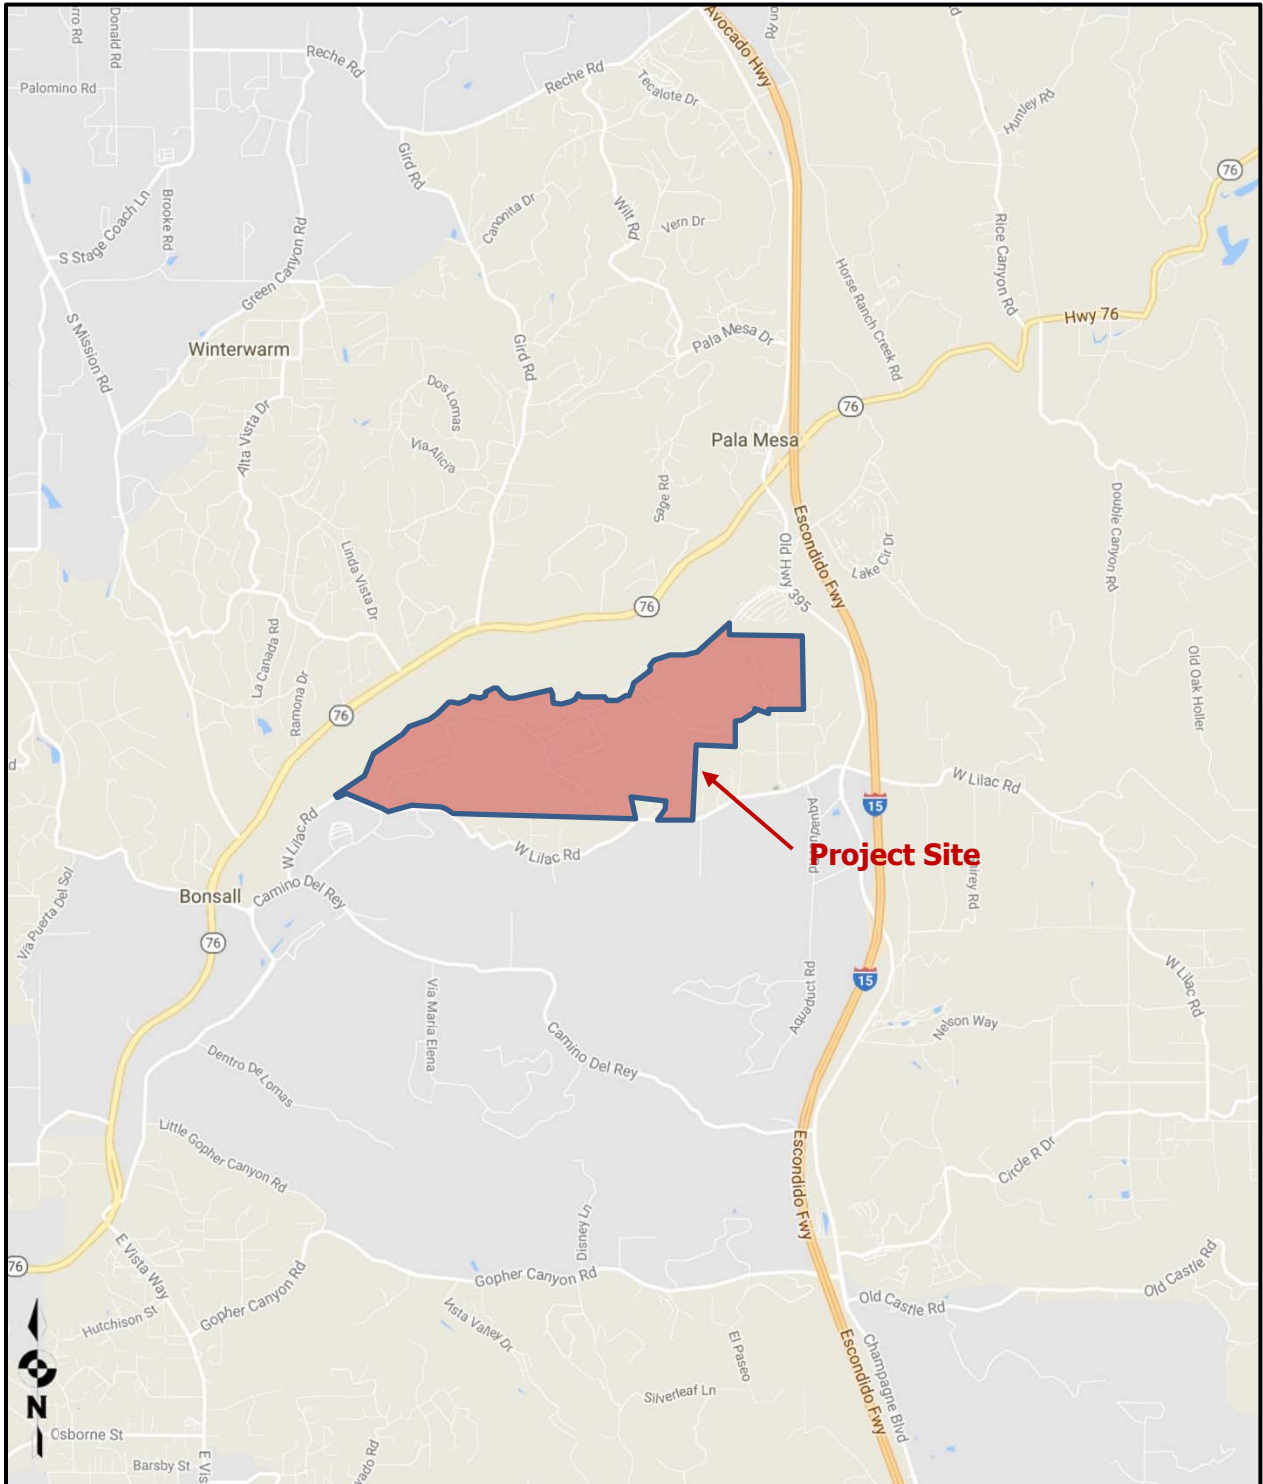 Donald Rd
Avocado Hwy
Reche Rd
Reche Rd
Palomino Rd
Tecalote Dr
Huntley Rd
Gird Rd
76
Brooke Rd
S Stage Coach Ln
Canonita Dr
Wilt Rd
Vern Dr
Rice Canyon Rd
Green Canyon Rd
Horse Ranch Creek Rd
Hwy 76
S Mission Rd
Winterwarm
Gird Rd
Pala Mesa Dr
Dos Lomas
76
Alta Vista Dr
Via Alicia
Pala Mesa
Sage Rd
Double Canyon Rd
Escondido Fwy
Old Hwy 395
Lake Cir Dr
Linda Vista Dr
76
La Canada Rd
Ramona Dr
Old Oak Holler
76
W Lilac Rd
15
W Lilac Rd
W Lilac Rd
Project Site
Via Puerta Del Sol
Bonsall
Camino Del Rey
76
15
Aquaduct Rd
W Lilac Rd
Via Maria Elena
Nelson Way
Camino Del Rey
Dentro De Lomas
Little Gopher Canyon Rd
Escondido Fwy
Circle R Dr
Disney Ln
E Vista Way
76
Gopher Canyon Rd
Gopher Canyon Rd
Old Castle Rd
Old Castle Rd
Hutchison St
Vista Valley Dr
El Paseo
Escondido Fwy
Champagne Blvd
Silverleaf Ln
N
Osborne St
Barsby St
E Vis